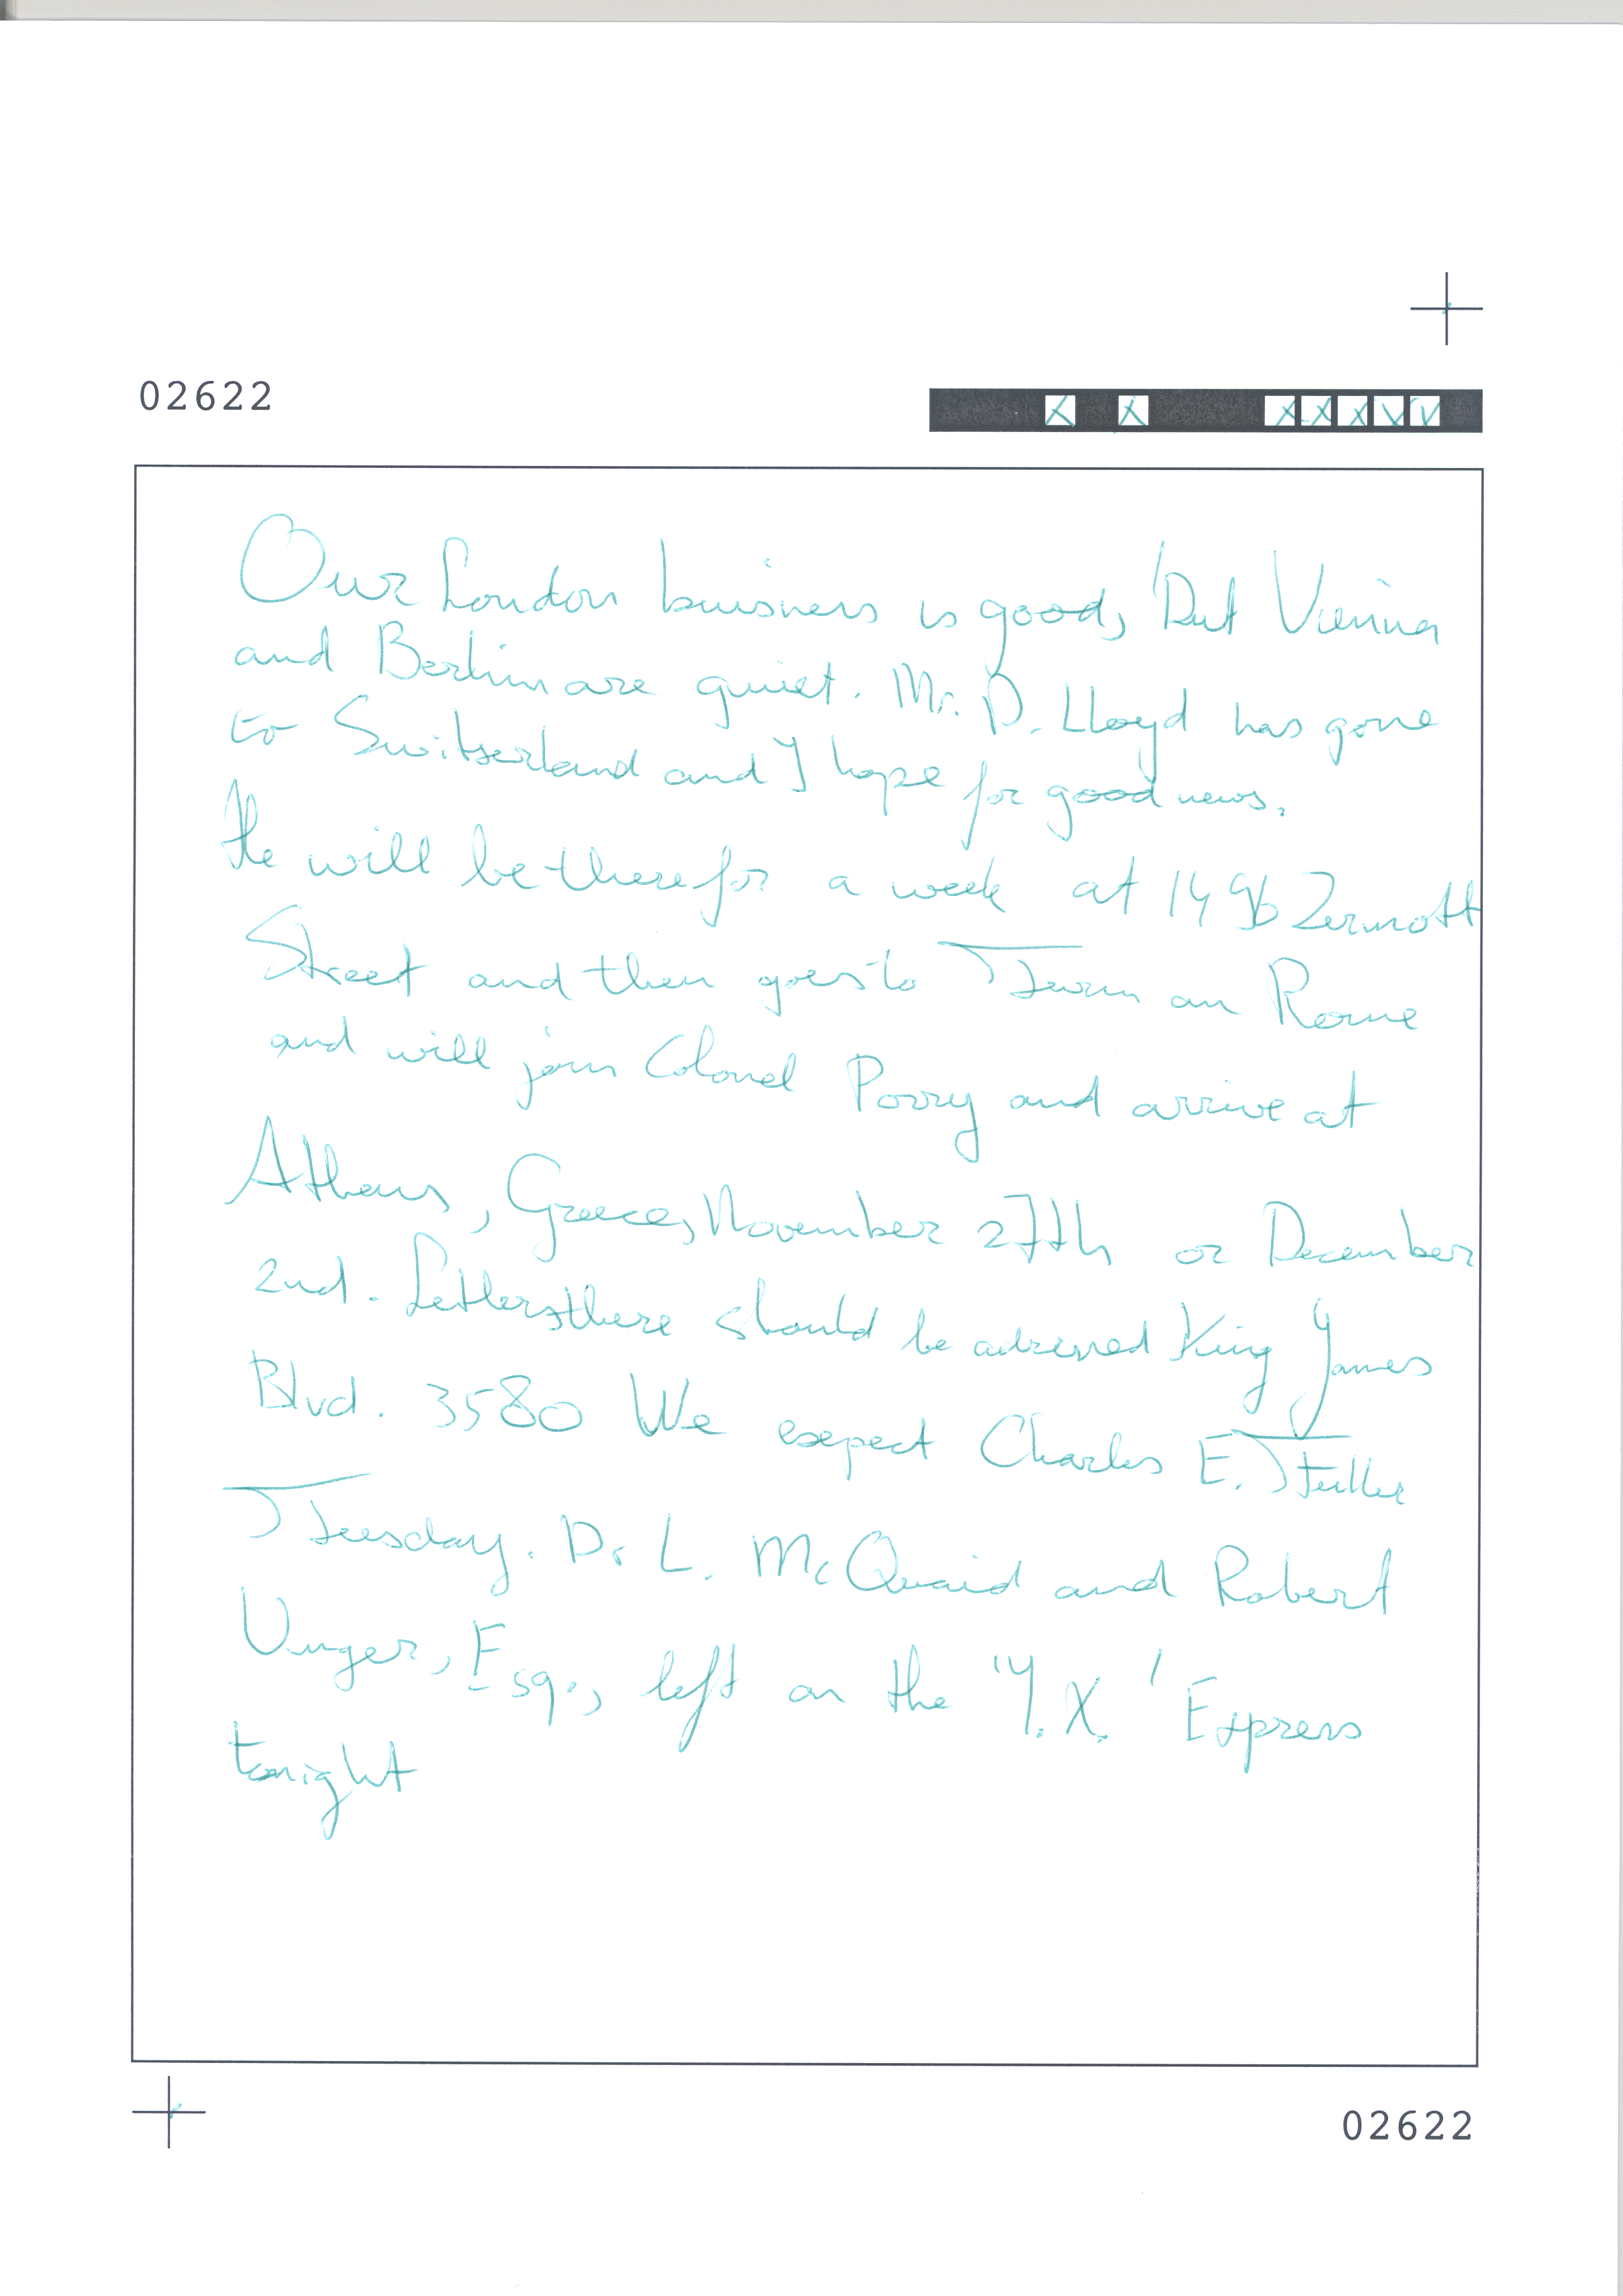 02622
Our London business is good, but Vienna
and Berlin are quiet. Mr. D. Lloyd has gone
to Switserland and I hope for good news.
He will be there for a week at 1496 Zermott
Street and then goes to Turin an Rome
and will join Colonel Parry and arrive at
Athens, Greece, November 27th or December
2nd. Letters there should be adressed King James
Blvd. 3580 We expect Charles E. Fuller
Tuesday. Dr L. McQuaid and Robert
Unger, Esq., left on the 'Y.X.' Express
tonight
02622